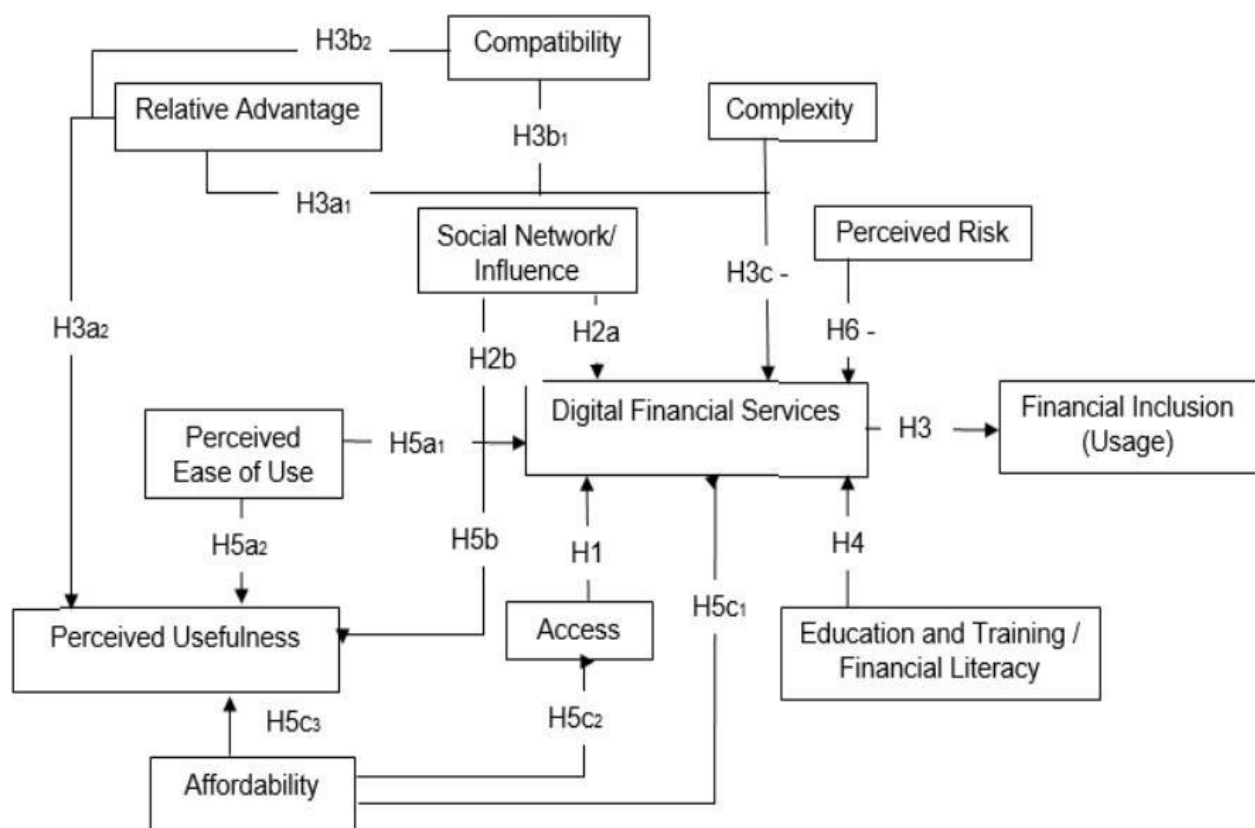 H3b₂
Compatibility
Relative Advantage
Complexity
H3b₁
H3a₁
Social Network/
Influence
Perceived Risk
H3c -
H3a₂
H2a
H6 -
H2b
Digital Financial Services
Financial Inclusion
(Usage)
H3
Perceived
Ease of Use
H5a₁
H5a₂
H5b
H1
H4
H5c₁
Perceived Usefulness
Access
Education and Training /
Financial Literacy
H5c₃
H5c₂
Affordability